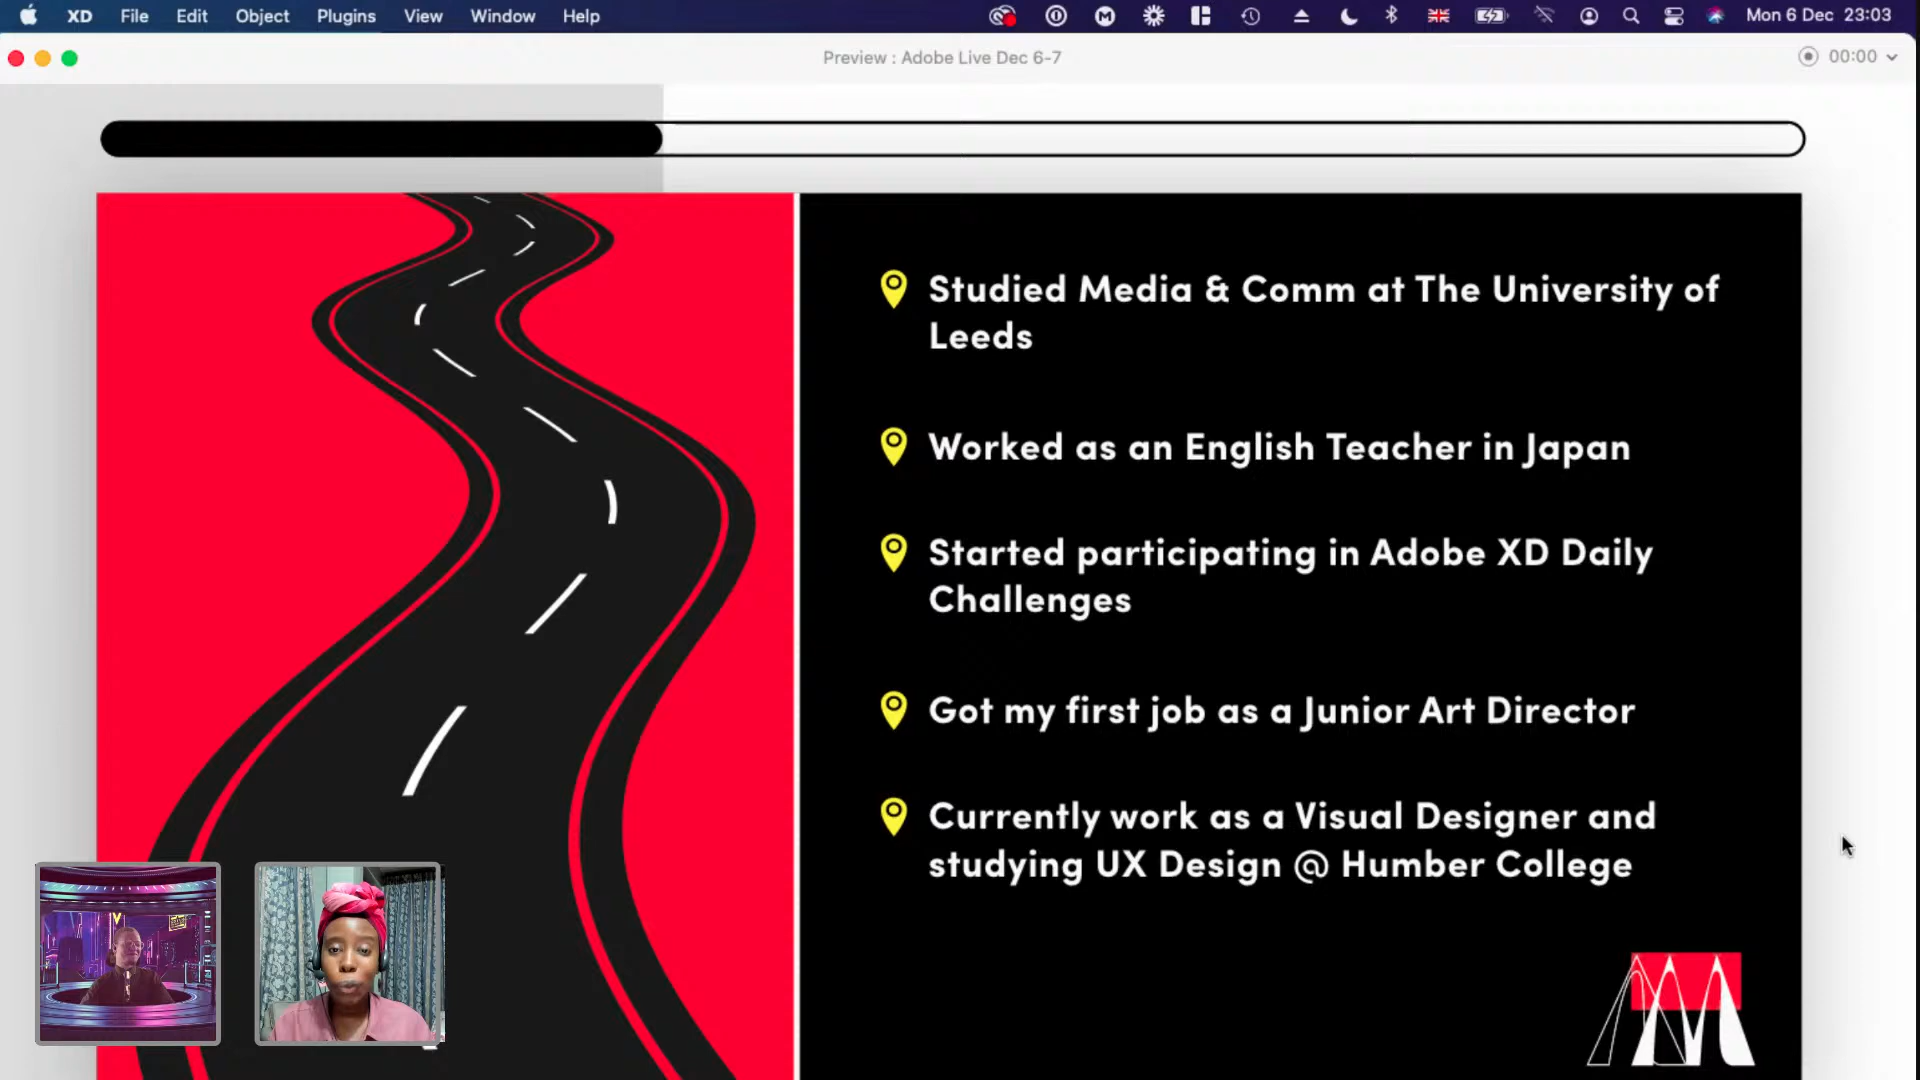 XD File Edit Object Plugins View Window Help Mon 6 Dec 23:03
Preview : Adobe Live Dec 6-7 00:00
Studied Media & Comm at The University of
Leeds
Worked as an English Teacher in Japan
Started participating in Adobe XD Daily
Challenges
Got my first job as a Junior Art Director
Currently work as a Visual Designer and
studying UX Design @ Humber College